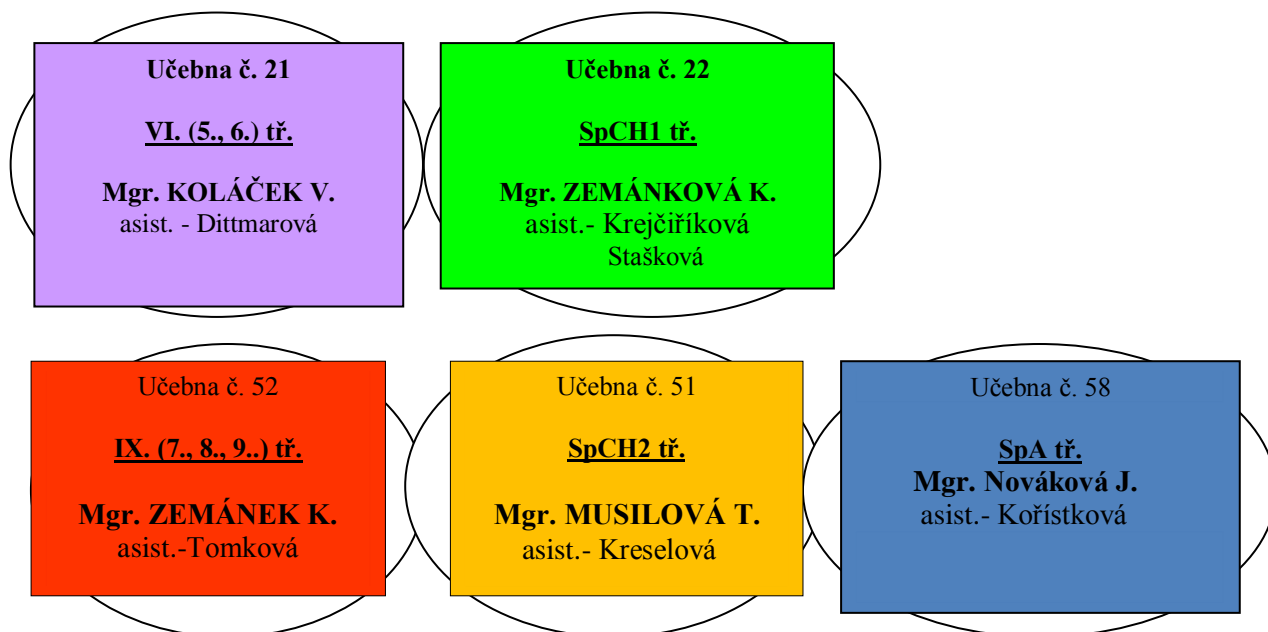 Učebna č. 21
VI. (5., 6.) tř.
Mgr. KOLÁČEK V.
asist. - Dittmarová
Učebna č. 22
SpCH1 tř.
Mgr. ZEMÁNKOVÁ K.
asist.- Krejčiříková
Stašková
Učebna č. 52
IX. (7., 8., 9..) tř.
Mgr. ZEMÁNEK K.
asist.-Tomková
Učebna č. 51
SpCH2 tř.
Mgr. MUSILOVÁ T.
asist.- Kreselová
Učebna č. 58
SpA tř.
Mgr. Nováková J.
asist.- Kořístková